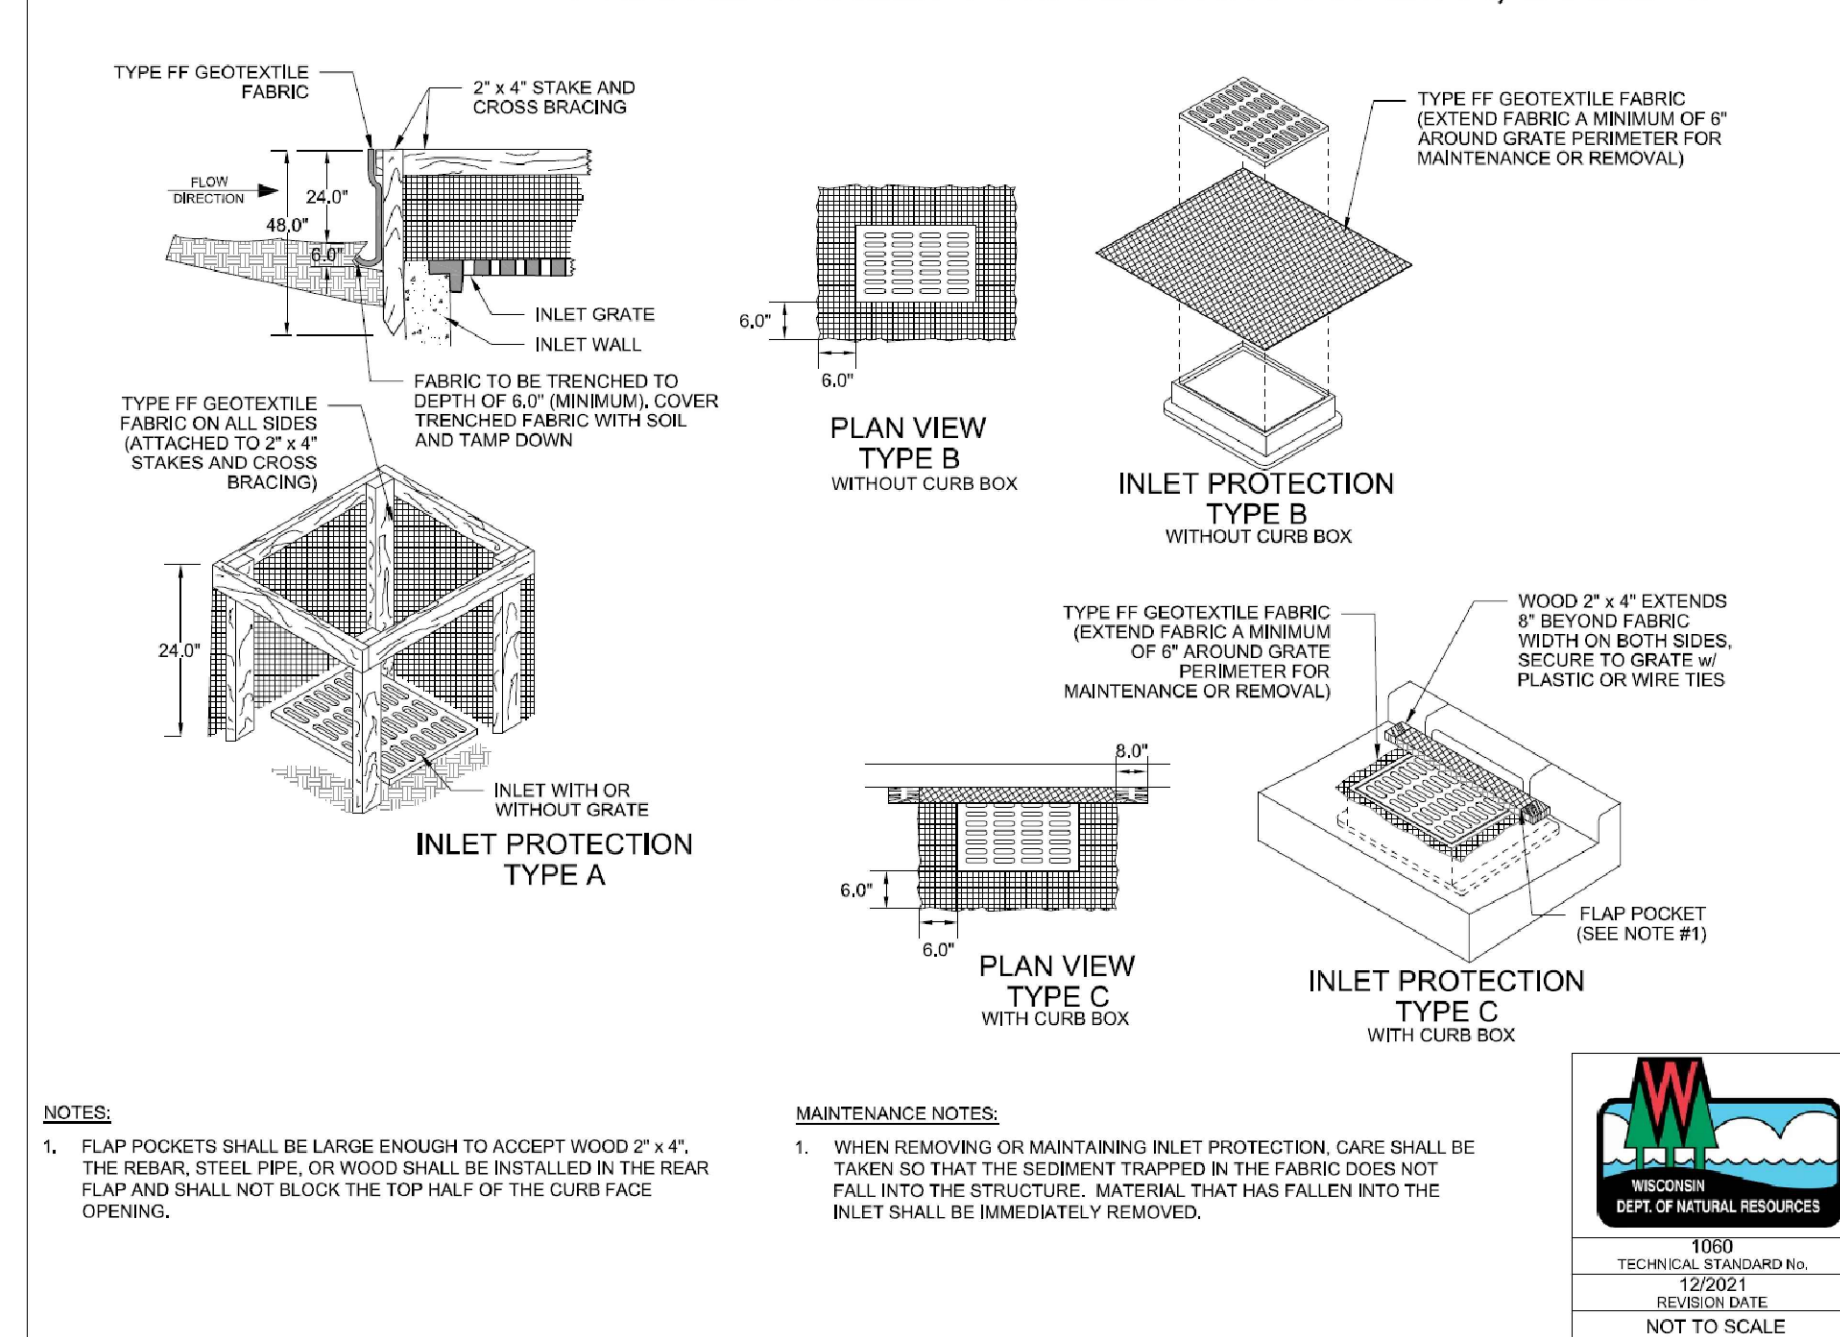 TYPE FF GEOTEXTILE
FABRIC
2" x 4" STAKE AND
CROSS BRACING
FLOW
DIRECTION
24.0"
48.0"
6.0"
INLET GRATE
INLET WALL
FABRIC TO BE TRENCHED TO
DEPTH OF 6.0" (MINIMUM). COVER
TRENCHED FABRIC WITH SOIL
AND TAMP DOWN
TYPE FF GEOTEXTILE
FABRIC ON ALL SIDES
(ATTACHED TO 2" x 4"
STAKES AND CROSS
BRACING)
24.0"
INLET WITH OR
WITHOUT GRATE
INLET PROTECTION
TYPE A
6.0"
6.0"
PLAN VIEW
TYPE B
WITHOUT CURB BOX
TYPE FF GEOTEXTILE FABRIC
(EXTEND FABRIC A MINIMUM OF 6"
AROUND GRATE PERIMETER FOR
MAINTENANCE OR REMOVAL)
INLET PROTECTION
TYPE B
WITHOUT CURB BOX
8.0"
6.0"
6.0"
PLAN VIEW
TYPE C
WITH CURB BOX
TYPE FF GEOTEXTILE FABRIC
(EXTEND FABRIC A MINIMUM
OF 6" AROUND GRATE
PERIMETER FOR
MAINTENANCE OR REMOVAL)
WOOD 2" x 4" EXTENDS
8" BEYOND FABRIC
WIDTH ON BOTH SIDES,
SECURE TO GRATE w/
PLASTIC OR WIRE TIES
FLAP POCKET
(SEE NOTE #1)
INLET PROTECTION
TYPE C
WITH CURB BOX
NOTES:
1. FLAP POCKETS SHALL BE LARGE ENOUGH TO ACCEPT WOOD 2" x 4".
THE REBAR, STEEL PIPE, OR WOOD SHALL BE INSTALLED IN THE REAR
FLAP AND SHALL NOT BLOCK THE TOP HALF OF THE CURB FACE
OPENING.
MAINTENANCE NOTES:
1. WHEN REMOVING OR MAINTAINING INLET PROTECTION, CARE SHALL BE
TAKEN SO THAT THE SEDIMENT TRAPPED IN THE FABRIC DOES NOT
FALL INTO THE STRUCTURE. MATERIAL THAT HAS FALLEN INTO THE
INLET SHALL BE IMMEDIATELY REMOVED.
W
WISCONSIN
DEPT. OF NATURAL RESOURCES
1060
TECHNICAL STANDARD No.
12/2021
REVISION DATE
NOT TO SCALE